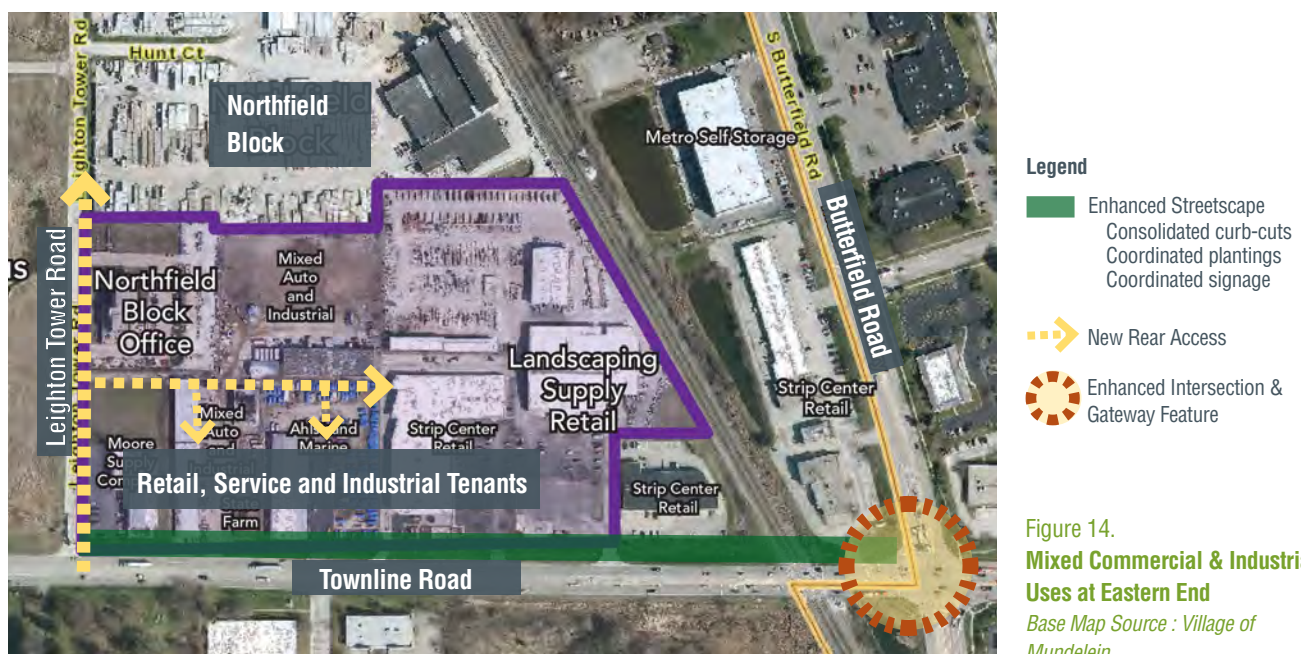 Hunt Ct
Leighton Tower Rd
Northfield
Block
Metro Self Storage
S Butterfield Rd
Butterfield Road
Leighton Tower Road
Northfield
Block
Office
Mixed
Auto
and
Industrial
Landscaping
Supply
Retail
Strip Center
Retail
Mixed
Auto
and
Industrial
Marine
Strip Center
Retail
Moore
Supply
Retail, Service and Industrial Tenants
State
Farm
Strip Center
Retail
Townline Road
Legend
Enhanced Streetscape
Consolidated curb-cuts
Coordinated plantings
Coordinated signage
New Rear Access
Enhanced Intersection &
Gateway Feature
Figure 14.
Mixed Commercial & Industria
Uses at Eastern End
Base Map Source : Village of
Mundelein